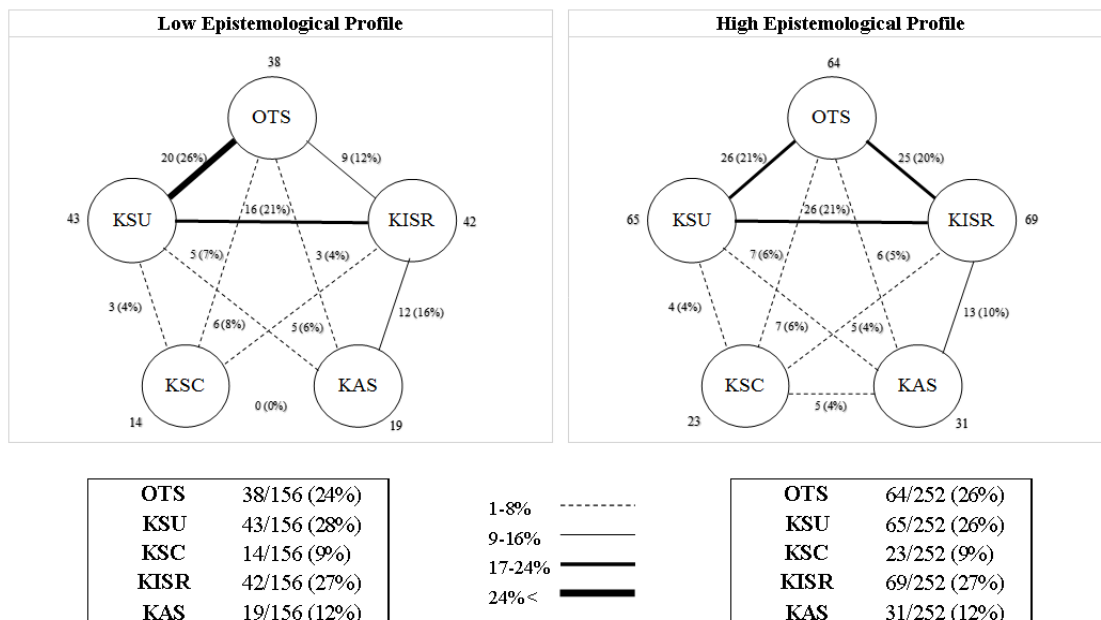 Low Epistemological Profile
38
OTS
20 (26%)
9 (12%)
43
KSU
16 (21%)
KISR
42
5 (7%)
3 (4%)
3 (4%)
6 (8%)
5 (6%)
12 (16%)
KSC
KAS
14
0 (0%)
19
High Epistemological Profile
64
OTS
26 (21%)
25 (20%)
65
KSU
26 (21%)
KISR
69
7 (6%)
6 (5%)
4 (4%)
7 (6%)
5 (4%)
13 (10%)
KSC
KAS
23
5 (4%)
31
OTS 38/156 (24%)
KSU 43/156 (28%)
KSC 14/156 (9%)
KISR 42/156 (27%)
KAS 19/156 (12%)
1-8%
9-16%
17-24%
24%<
OTS 64/252 (26%)
KSU 65/252 (26%)
KSC 23/252 (9%)
KISR 69/252 (27%)
KAS 31/252 (12%)